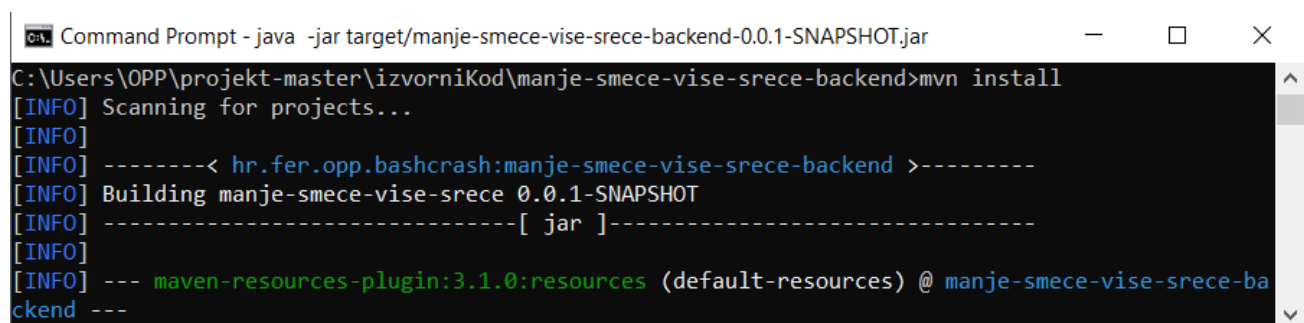 Command Prompt - java  -jar target/manje-smece-vise-srece-backend-0.0.1-SNAPSHOT.jar
C:\Users\OPP\projekt-master\izvorniKod\manje-smece-vise-srece-backend>mvn install
[INFO] Scanning for projects...
[INFO]
[INFO] --------< hr.fer.opp.bashcrash:manje-smece-vise-srece-backend >---------
[INFO] Building manje-smece-vise-srece 0.0.1-SNAPSHOT
[INFO] --------------------------------[ jar ]---------------------------------
[INFO]
[INFO] --- maven-resources-plugin:3.1.0:resources (default-resources) @ manje-smece-vise-srece-ba
ckend ---